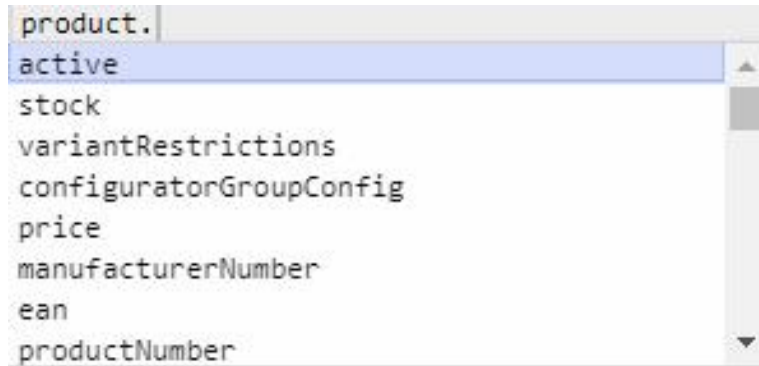 product.
active
stock
variantRestrictions
configuratorGroupConfig
price
manufacturerNumber
ean
productNumber